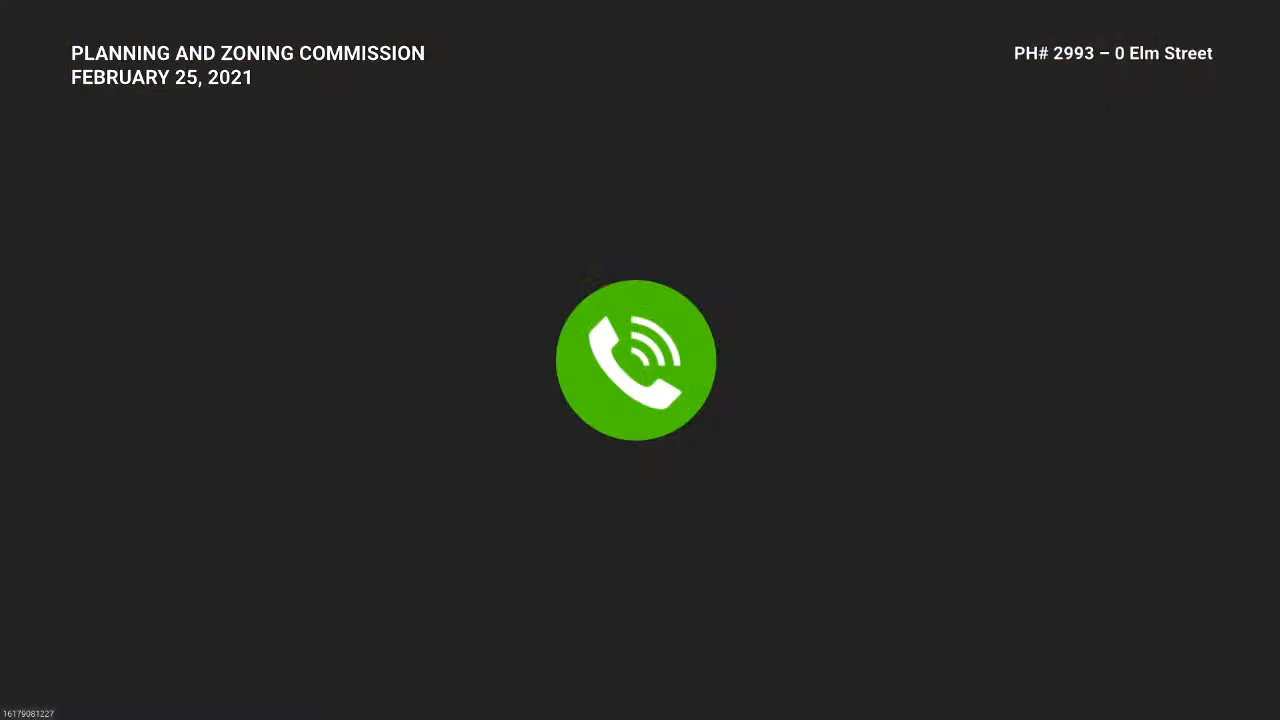 PLANNING AND ZONING COMMISSION
FEBRUARY 25, 2021
PH# 2993 – 0 Elm Street
16179081227